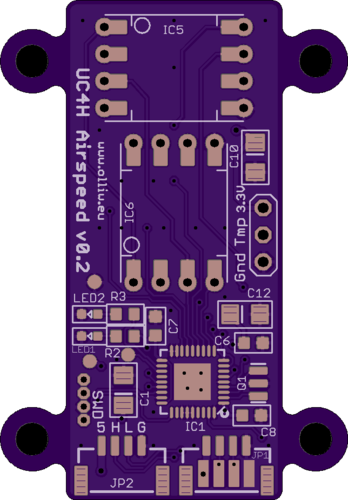 IC5
UC4H Airspeed v0.2
www.olliw.eu
C10
IC6
Gnd Tmp 3.3V
LED2
R3
C12
C7
LED1
R2
C6
SWD
C1
Q1
IC1
C8
5 H L G
JP2
JP1